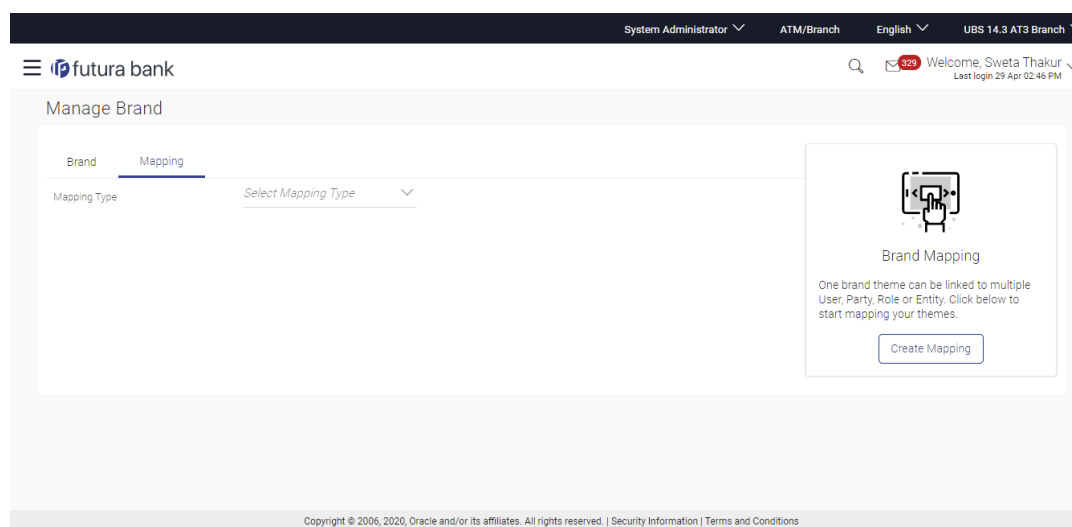 System Administrator ATM/Branch English UBS 14.3 AT3 Branch
futura bank 329 Welcome, Sweta Thakur
Last login 29 Apr 02:46 PM
Manage Brand
Brand Mapping
Mapping Type Select Mapping Type
Brand Mapping
One brand theme can be linked to multiple
User, Party, Role or Entity. Click below to
start mapping your themes.
Create Mapping
Copyright © 2006, 2020, Oracle and/or its affiliates. All rights reserved. | Security Information | Terms and Conditions